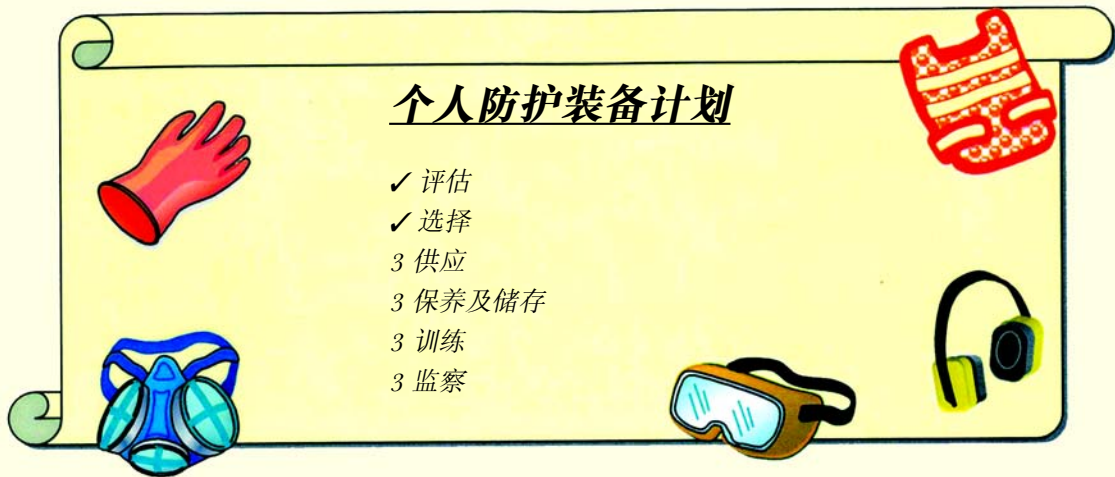 个人防护装备计划
✓ 评估
✓ 选择
3 供应
3 保养及储存
3 训练
3 监察